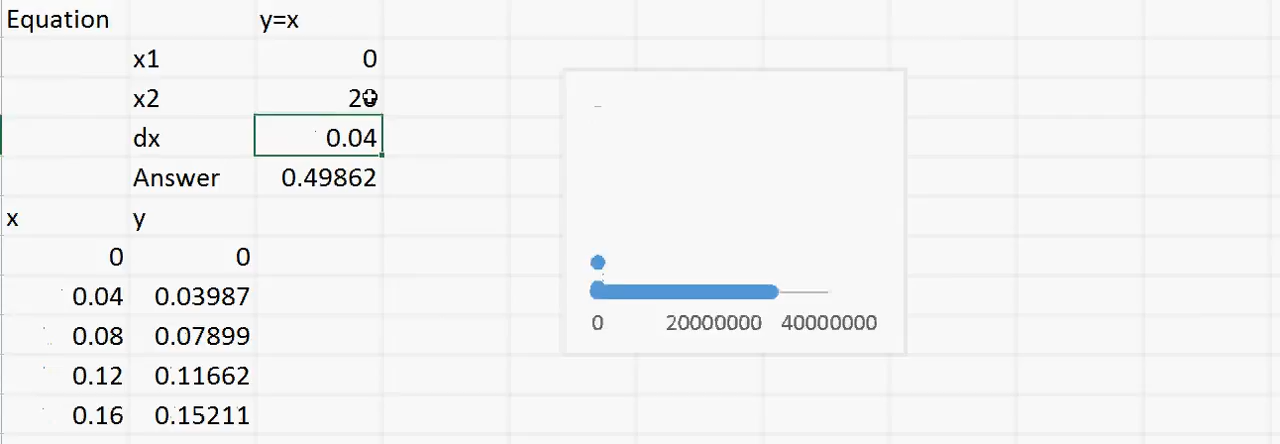 Equation y=x
x1 0
x2 20
dx 0.04
Answer 0.49862
x y
0 0
0.04 0.03987
0.08 0.07899
0.12 0.11662
0.16 0.15211
0 20000000 40000000